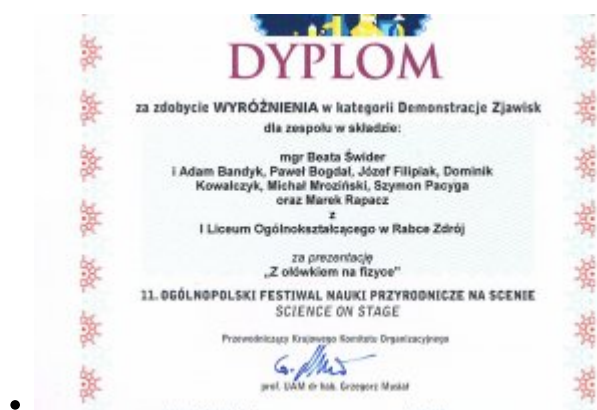 DYPLOM
za zdobycie WYRÓŻNIENIA w kategorii Demonstracje Zjawisk
dla zespołu w składzie:
mgr Beata Świder
i Adam Bandyk, Paweł Bogdał, Józef Filipiak, Dominik
Kowalczyk, Michał Mroziński, Szymon Pacyga
oraz Marek Rapacz
z
I Liceum Ogólnokształcącego w Rabce Zdrój
za prezentację
„Z ołówkiem na fizyce”
11. OGÓLNOPOLSKI FESTIWAL NAUKI PRZYRODNICZE NA SCENIE
SCIENCE ON STAGE
Przewodniczący Krajowego Komitetu Organizacyjnego
prof. UAM dr hab. Grzegorz Musiał